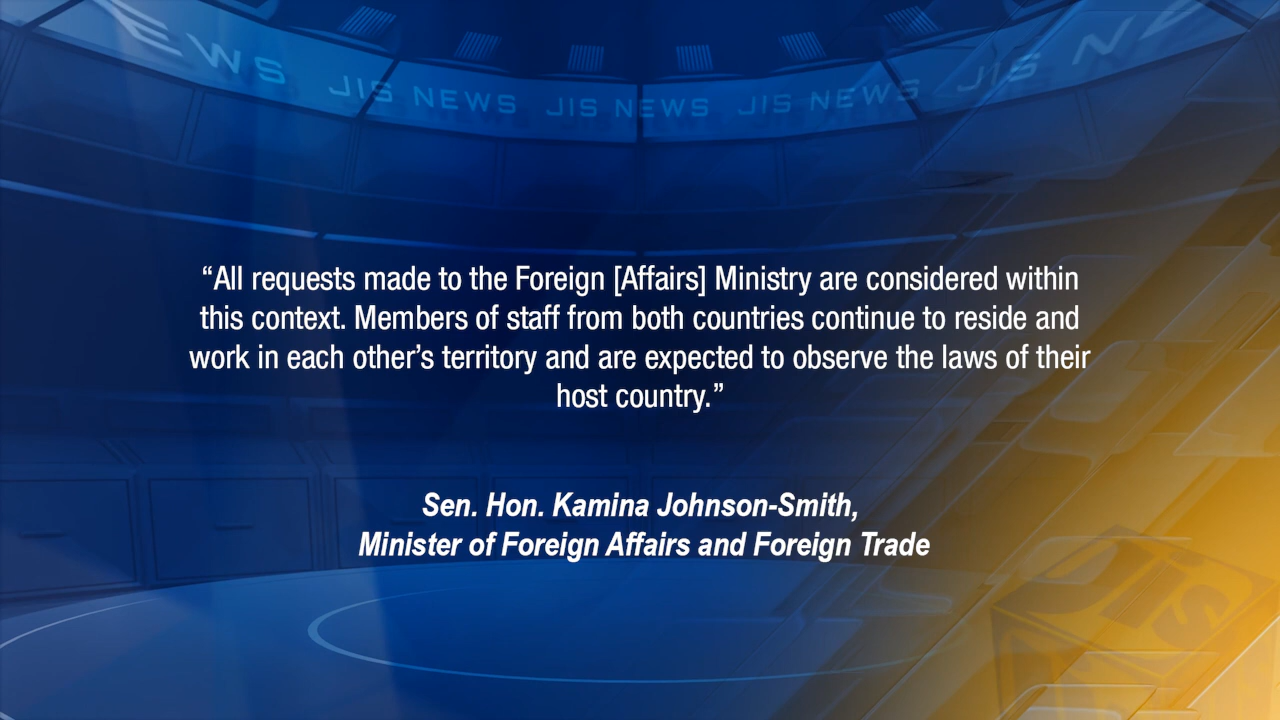 EWS JIS NEWS JIS NEWS JIS NEWS JIS N
“All requests made to the Foreign [Affairs] Ministry are considered within
this context. Members of staff from both countries continue to reside and
work in each other’s territory and are expected to observe the laws of their
host country.”
Sen. Hon. Kamina Johnson-Smith,
Minister of Foreign Affairs and Foreign Trade
JIS